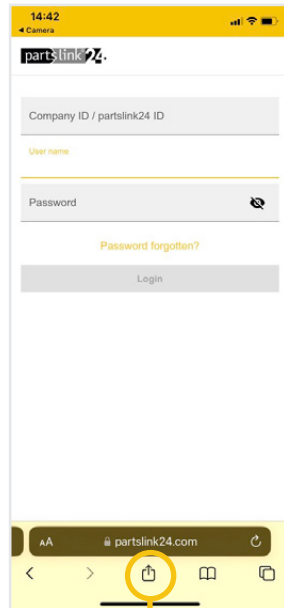 14:42
◀ Camera
partslink24.
Company ID / partslink24 ID
User name
Password
Password forgotten?
Login
AA
partslink24.com